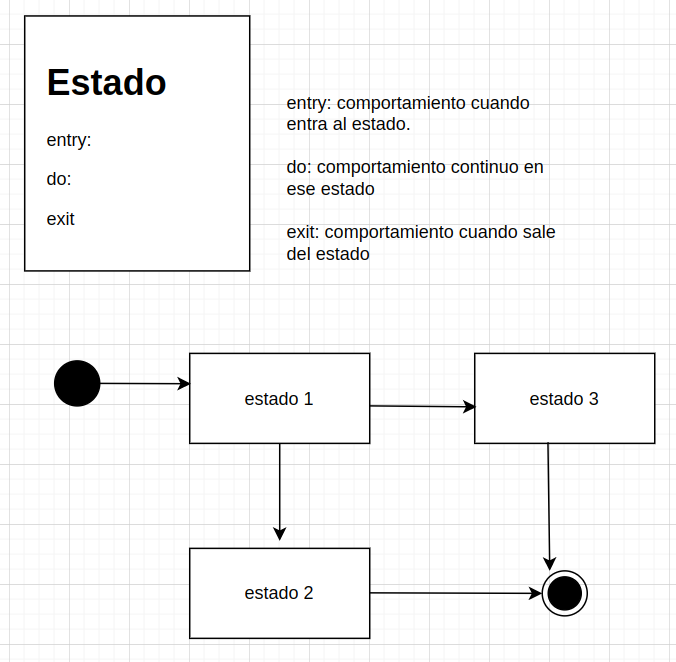 Estado
entry:
do:
exit
entry: comportamiento cuando
entra al estado.
do: comportamiento continuo en
ese estado
exit: comportamiento cuando sale
del estado
estado 1
estado 3
estado 2